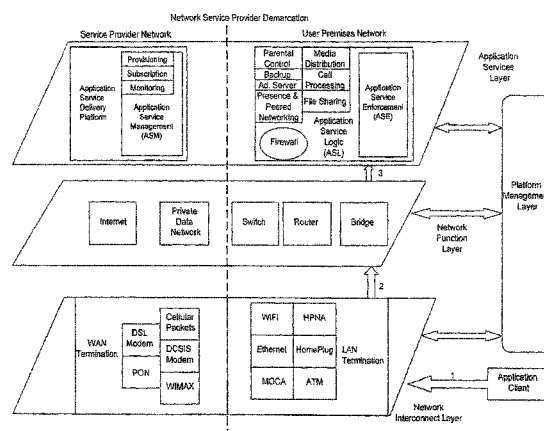 Network Service Provider Demarcation
Service Provider Network
User Premises Network
Provisioning
Subscription
Monitoring
Application
Service
Delivery
Platform
Application
Service
Management
(ASM)
Parental
Control
Backup
Ad. Server
Presence &
Peered
Networking
Firewall
Media
Distribution
Call
Processing
File Sharing
Application
Service
Logic
(ASL)
Application
Service
Enforcement
(ASE)
Application
Services
Layer
3
Internet
Private
Data
Network
Switch
Router
Bridge
Network
Function
Layer
Platform
Management
Layer
2
WAN
Termination
DSL
Modem
PON
Cellular
Packets
DCSIS
Modem
WIMAX
WiFi
HPNA
Ethernet
HomePlug
MOCA
ATM
LAN
Termination
1
Application
Client
Network
Interconnect Layer